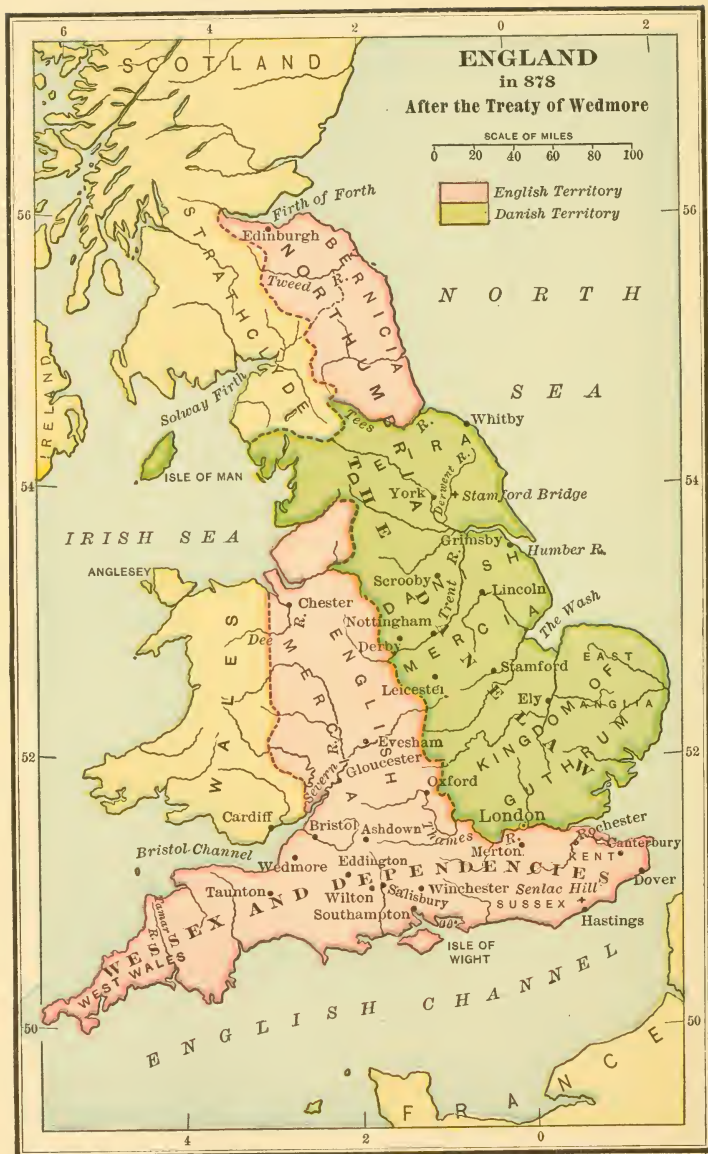 6 4 2 0 2
ENGLAND
in 878
After the Treaty of Wedmore
SCALE OF MILES
0 20 40 60 80 100
English Territory
Danish Territory
SCOTLAND
56
56
Firth of Forth
Edinburgh
STRATHCLYDE
NORTHUMBRIA
BERNICIA
Tweed R.
NORTH
SEA
IRELAND
Solway Firth
Tees R.
Whitby
DEIRA
ISLE OF MAN
54
54
York
Derwent R.
Stamford Bridge
THE DANELAW
IRISH SEA
Grimsby
Humber R.
ANGLESEY
Scrooby
Trent R.
Lincoln
DANISH MERCIA
Chester
Dee R.
Nottingham
The Wash
Derby
ENGLISH MERCIA
Stamford
EAST
ANGLIA
Leicester
Ely
KINGDOM OF GUTHRUM
WALES
52
52
Evesham
Severn R.
Gloucester
Oxford
London
Cardiff
Bristol
Ashdown
Thames R.
Merton
Rochester
Canterbury
KENT
Bristol Channel
Wedmore
Eddington
WESSEX AND DEPENDENCIES
Taunton
Wilton
Salisbury
Winchester
Senlac Hill
Dover
Southampton
SUSSEX
Hastings
Tamar R.
WEST WALES
ISLE OF
WIGHT
50
50
ENGLISH CHANNEL
FRANCE
4 2 0